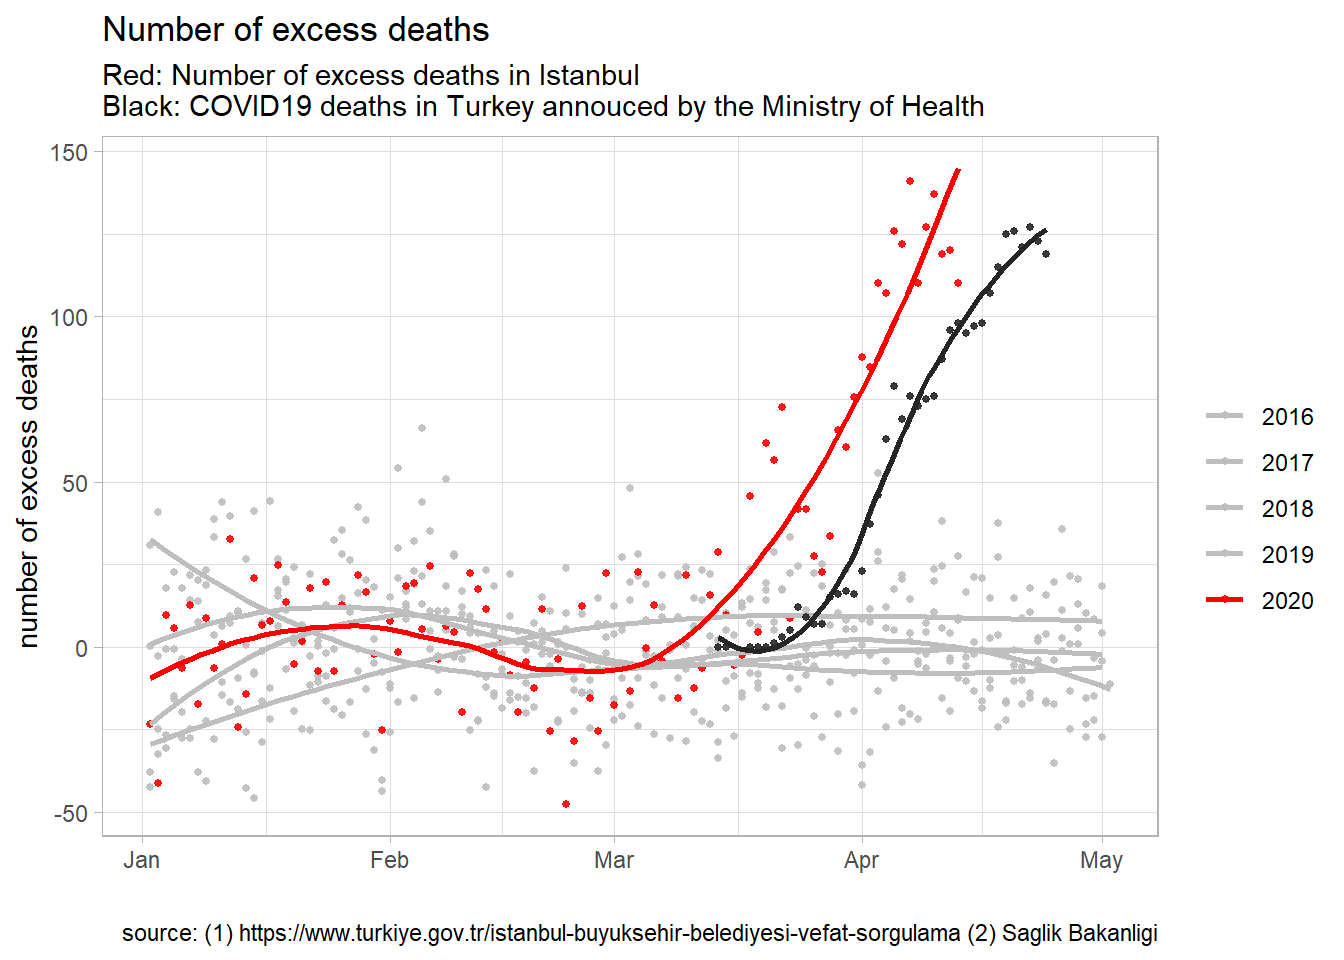 Number of excess deaths
Red: Number of excess deaths in Istanbul
Black: COVID19 deaths in Turkey annouced by the Ministry of Health
number of excess deaths
150
100
50
0
-50
Jan Feb Mar Apr May
2016
2017
2018
2019
2020
source: (1) https://www.turkiye.gov.tr/istanbul-buyuksehir-belediyesi-vefat-sorgulama (2) Saglik Bakanligi